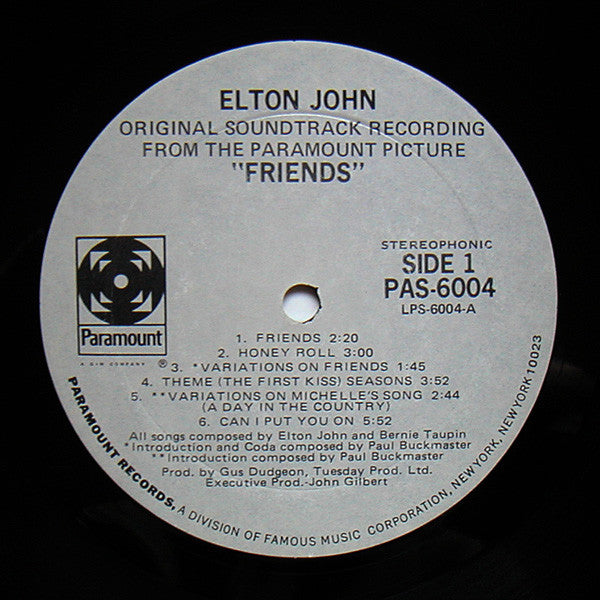 ELTON JOHN
ORIGINAL SOUNDTRACK RECORDING
FROM THE PARAMOUNT PICTURE
"FRIENDS"
STEREOPHONIC
SIDE 1
PAS-6004
LPS-6004-A
Paramount
A G+W COMPANY ®
1. FRIENDS 2:20
2. HONEY ROLL 3:00
3. *VARIATIONS ON FRIENDS 1:45
4. THEME (THE FIRST KISS) SEASONS 3:52
5. **VARIATIONS ON MICHELLE'S SONG 2:44
(A DAY IN THE COUNTRY)
6. CAN I PUT YOU ON 5:52
All songs composed by Elton John and Bernie Taupin
*Introduction and Coda composed by Paul Buckmaster
**Introduction composed by Paul Buckmaster
Prod. by Gus Dudgeon, Tuesday Prod. Ltd.
Executive Prod.-John Gilbert
PARAMOUNT RECORDS, A DIVISION OF FAMOUS MUSIC CORPORATION, NEW YORK, NEW YORK 10023